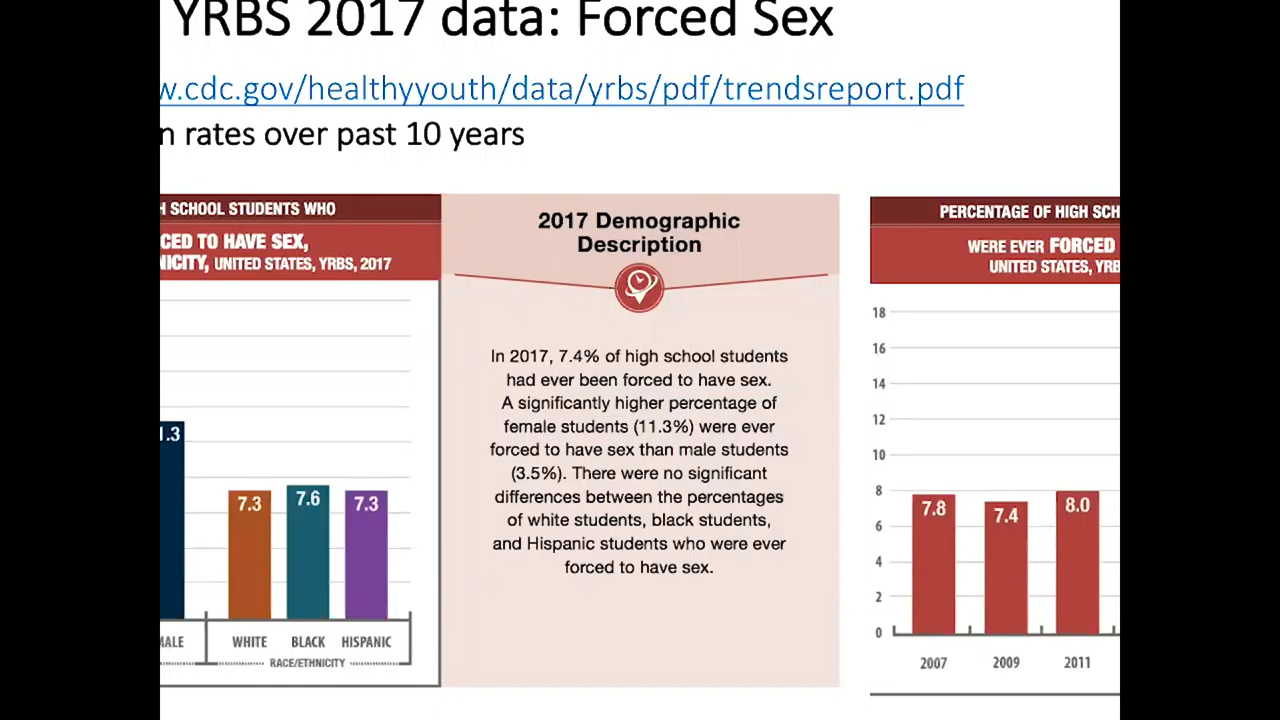 YRBS 2017 data: Forced Sex
w.cdc.gov/healthyyouth/data/yrbs/pdf/trendsreport.pdf
n rates over past 10 years
H SCHOOL STUDENTS WHO
CED TO HAVE SEX,
NICITY, UNITED STATES, YRBS, 2017
1.3
7.3
7.6
7.3
MALE
WHITE
BLACK
HISPANIC
RACE/ETHNICITY
2017 Demographic
Description
In 2017, 7.4% of high school students
had ever been forced to have sex.
A significantly higher percentage of
female students (11.3%) were ever
forced to have sex than male students
(3.5%). There were no significant
differences between the percentages
of white students, black students,
and Hispanic students who were ever
forced to have sex.
PERCENTAGE OF HIGH SCH
WERE EVER FORCED
UNITED STATES, YRB
18
16
14
12
10
8
6
4
2
0
7.8
7.4
8.0
2007
2009
2011